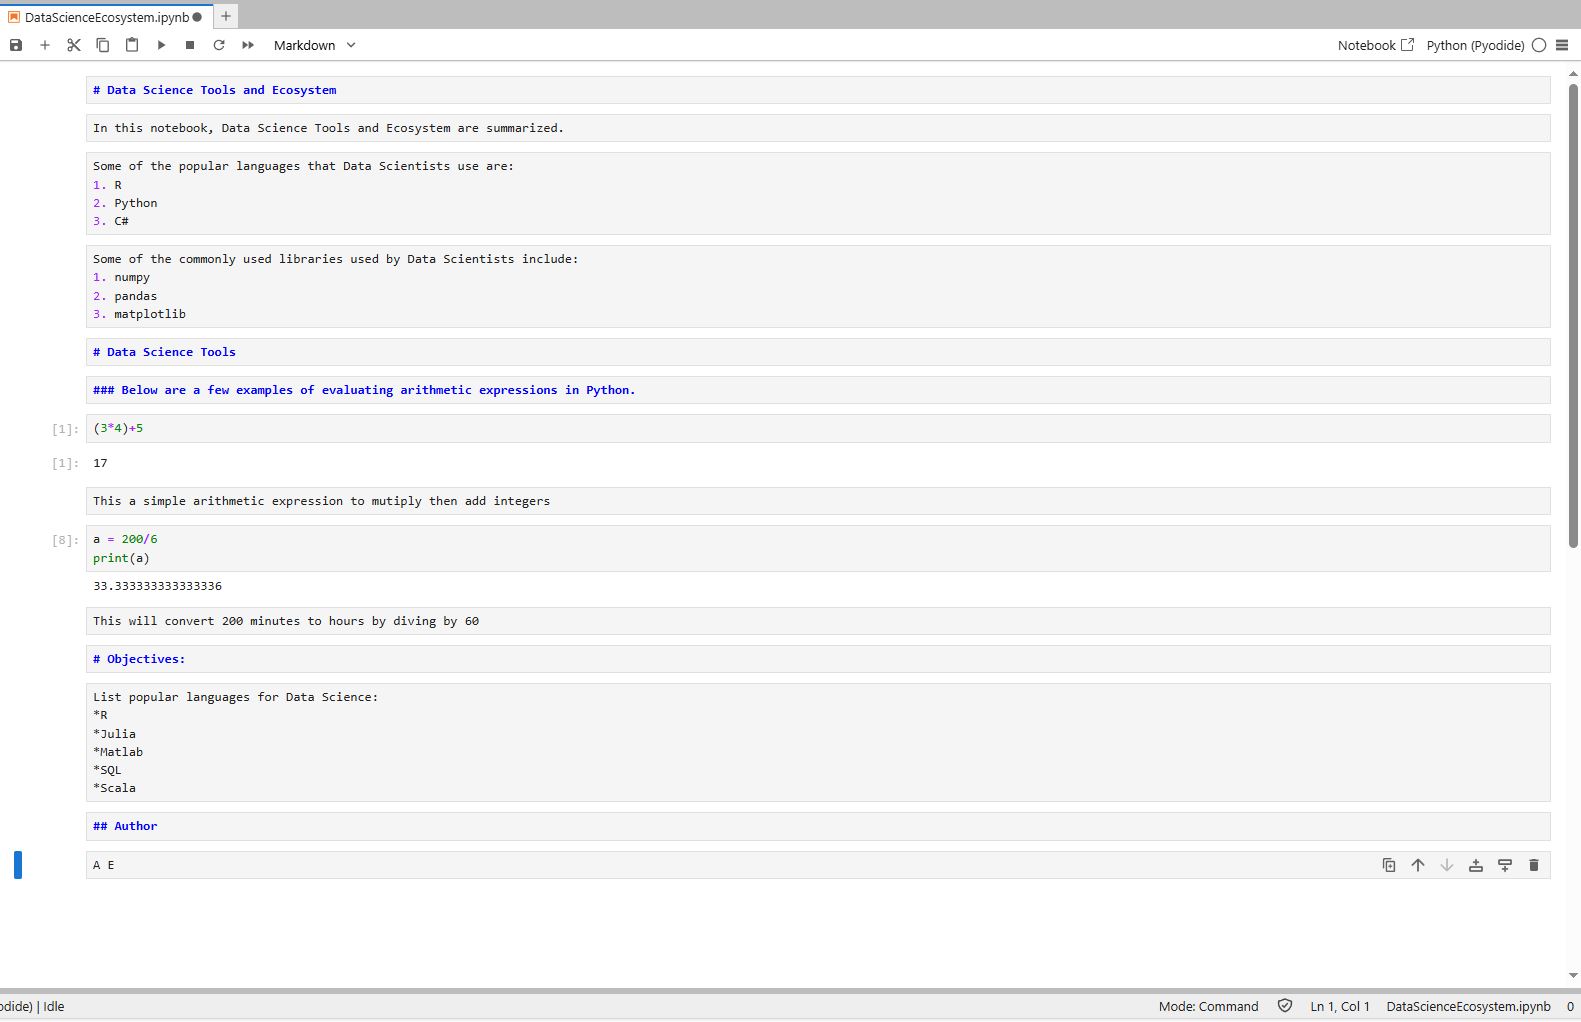 DataScienceEcosystem.ipynb
Markdown
Notebook Python (Pyodide)
# Data Science Tools and Ecosystem
In this notebook, Data Science Tools and Ecosystem are summarized.
Some of the popular languages that Data Scientists use are:
1. R
2. Python
3. C#
Some of the commonly used libraries used by Data Scientists include:
1. numpy
2. pandas
3. matplotlib
# Data Science Tools
### Below are a few examples of evaluating arithmetic expressions in Python.
[1]: (3*4)+5
[1]: 17
This a simple arithmetic expression to mutiply then add integers
[8]: a = 200/6
print(a)
33.333333333333336
This will convert 200 minutes to hours by diving by 60
# Objectives:
List popular languages for Data Science:
*R
*Julia
*Matlab
*SQL
*Scala
## Author
A E
odide) | Idle Mode: Command Ln 1, Col 1 DataScienceEcosystem.ipynb 0